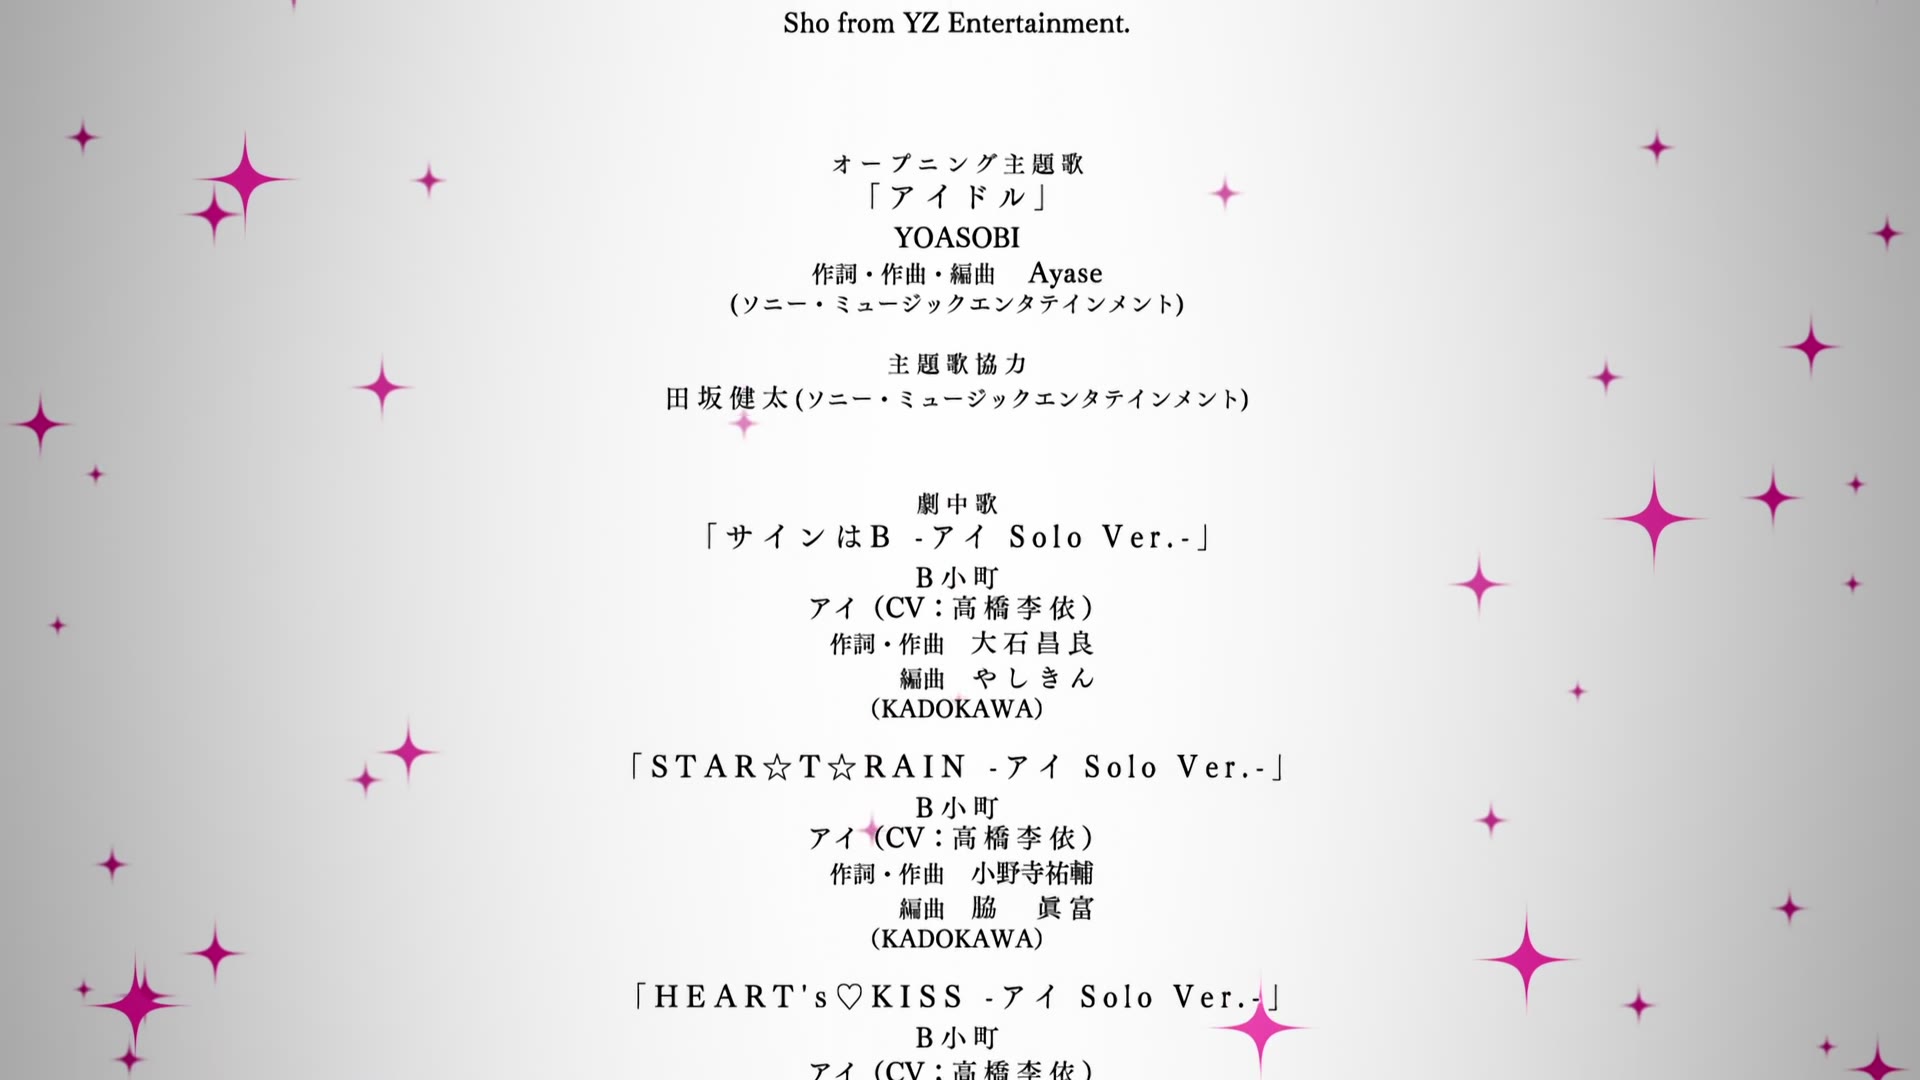 Sho from YZ Entertainment.
オープニング主題歌
「アイドル」
YOASOBI
作詞・作曲・編曲　Ayase
(ソニー・ミュージックエンタテインメント)
主題歌協力
田坂健太(ソニー・ミュージックエンタテインメント)
劇中歌
「サインはB -アイ Solo Ver.-」
B小町
アイ（CV：高橋李依）
作詞・作曲　大石昌良
編曲　やしきん
（KADOKAWA）
「STAR☆T☆RAIN -アイ Solo Ver.-」
B小町
アイ（CV：高橋李依）
作詞・作曲　小野寺祐輔
編曲　脇　眞富
（KADOKAWA）
「HEART's♡KISS -アイ Solo Ver.-」
B小町
アイ（CV：高橋李依）